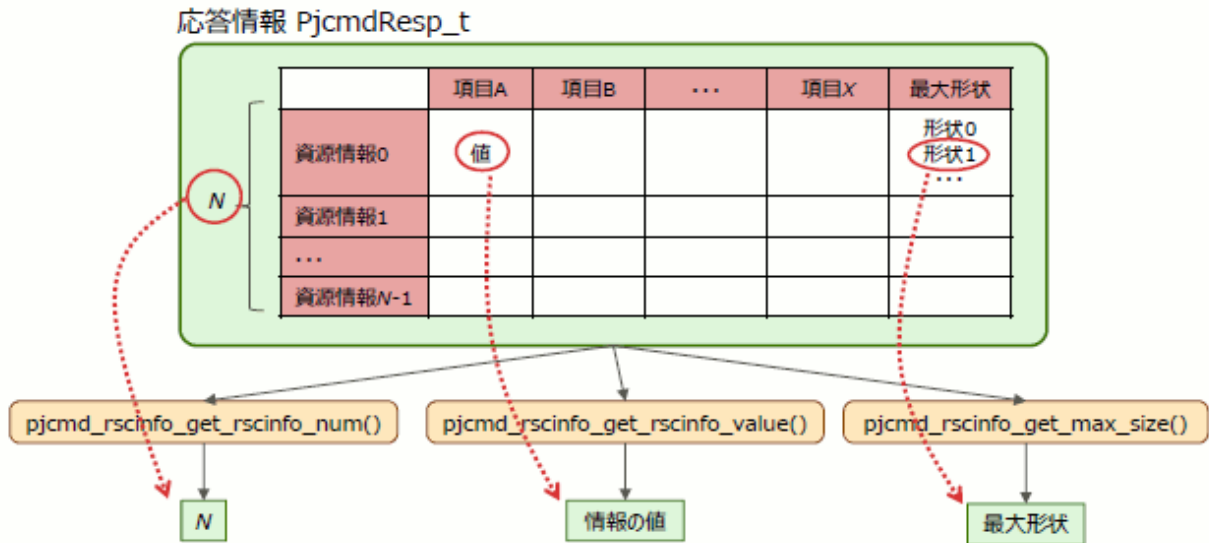 応答情報 PjcmdResp_t
項目A 項目B ・・・ 項目X 最大形状
資源情報0 値 形状0
形状1
・・・
N
資源情報1
・・・
資源情報N-1
pjcmd_rscinfo_get_rscinfo_num() pjcmd_rscinfo_get_rscinfo_value() pjcmd_rscinfo_get_max_size()
N 情報の値 最大形状